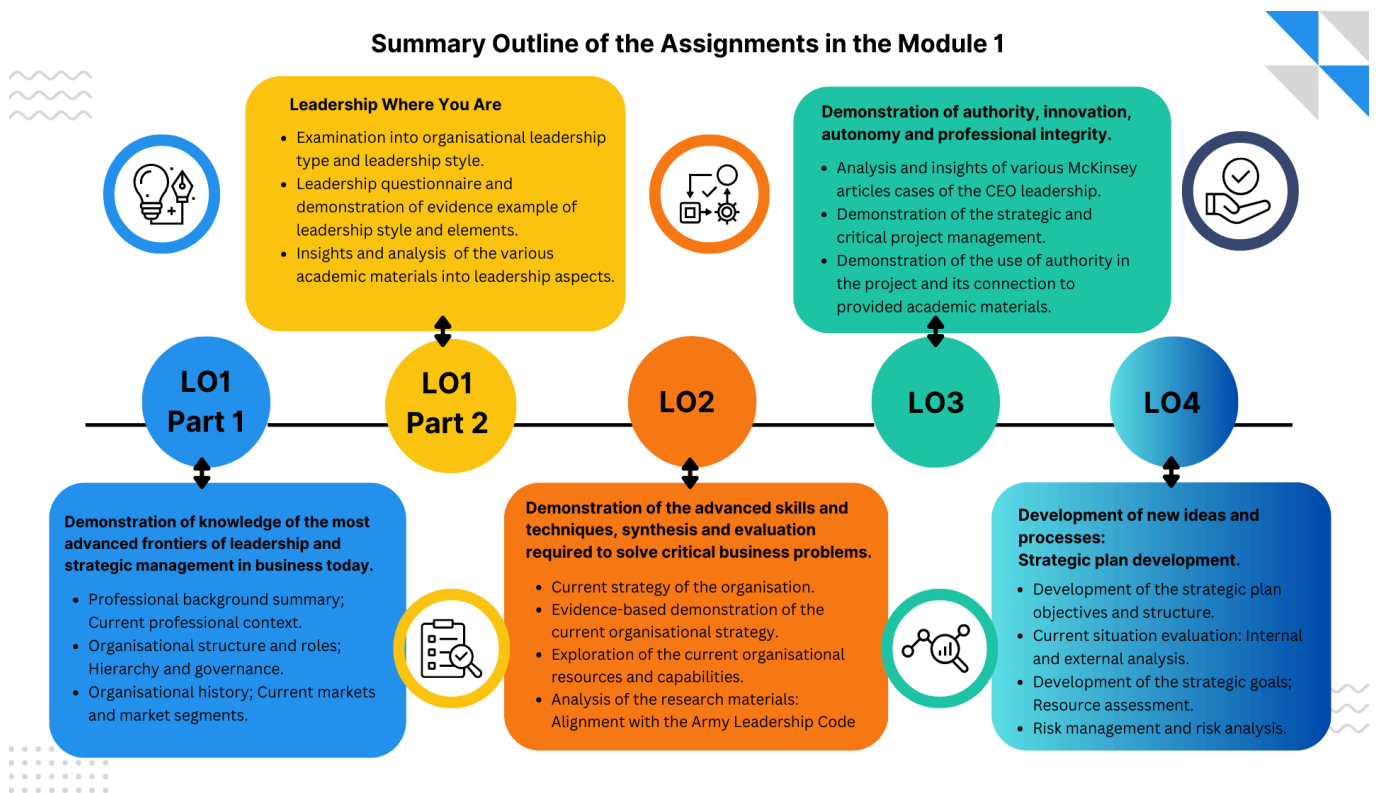 Summary Outline of the Assignments in the Module 1
Leadership Where You Are
• Examination into organisational leadership
type and leadership style.
• Leadership questionnaire and
demonstration of evidence example of
leadership style and elements.
• Insights and analysis of the various
academic materials into leadership aspects.
Demonstration of authority, innovation,
autonomy and professional integrity.
• Analysis and insights of various McKinsey
articles cases of the CEO leadership.
• Demonstration of the strategic and
critical project management.
• Demonstration of the use of authority in
the project and its connection to
provided academic materials.
LO1
Part 1
LO1
Part 2
LO2
LO3
LO4
Demonstration of knowledge of the most
advanced frontiers of leadership and
strategic management in business today.
• Professional background summary;
Current professional context.
• Organisational structure and roles;
Hierarchy and governance.
• Organisational history; Current markets
and market segments.
Demonstration of the advanced skills and
techniques, synthesis and evaluation
required to solve critical business problems.
• Current strategy of the organisation.
• Evidence-based demonstration of the
current organisational strategy.
• Exploration of the current organisational
resources and capabilities.
• Analysis of the research materials:
Alignment with the Army Leadership Code
Development of new ideas and
processes:
Strategic plan development.
• Development of the strategic plan
objectives and structure.
• Current situation evaluation: Internal
and external analysis.
• Development of the strategic goals;
Resource assessment.
• Risk management and risk analysis.